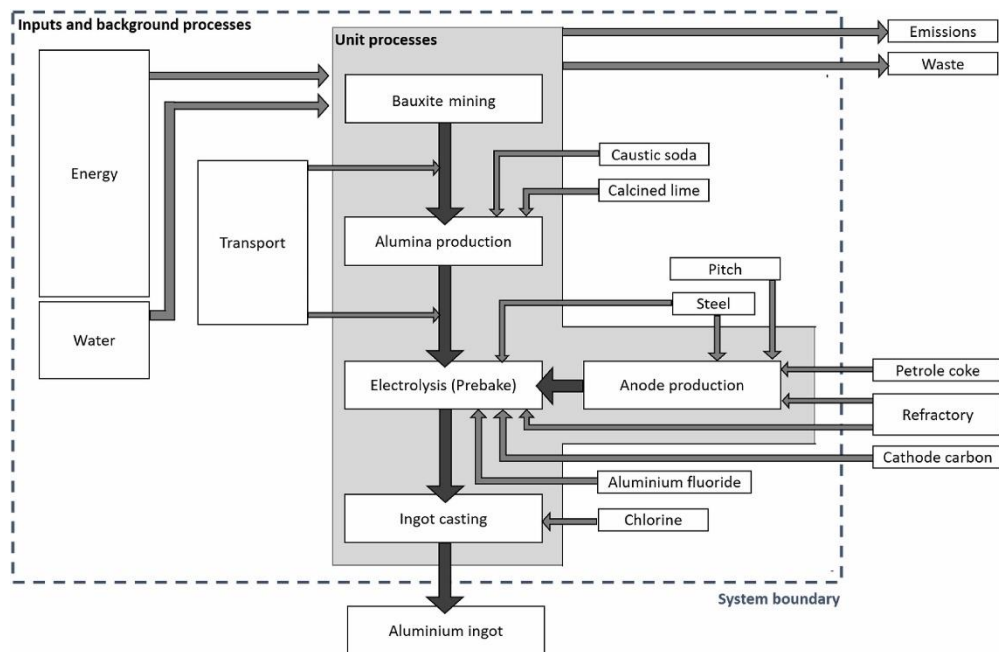 Inputs and background processes
Unit processes
Emissions
Waste
Bauxite mining
Energy
Caustic soda
Calcined lime
Transport
Alumina production
Pitch
Steel
Water
Electrolysis (Prebake)
Anode production
Petrole coke
Refractory
Cathode carbon
Aluminium fluoride
Ingot casting
Chlorine
System boundary
Aluminium ingot